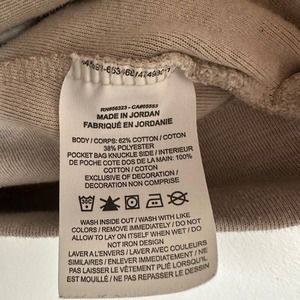 RN#56323 - CA#05553
MADE IN JORDAN
FABRIQUÉ EN JORDANIE
BODY / CORPS: 62% COTTON / COTON
38% POLYESTER
POCKET BAG KNUCKLE SIDE / INTERIEUR
DE POCHE COTE DOS DE LA MAIN: 100%
COTTON / COTON
EXCLUSIVE OF DECORATION /
DECORATION NON COMPRISE
WASH INSIDE OUT / WASH WITH LIKE
COLORS / REMOVE IMMEDIATELY / DO NOT
ALLOW TO LAY ON ITSELF WHEN WET / DO
NOT IRON DESIGN
LAVER A L'ENVERS / LAVER AVEC COULEURS
SIMILAIRES / ENLEVER IMMEDIATEMENT / NE
PAS LAISSER LE VÊTEMENT PLIÉ LORSQU'IL
EST MOUILLÉ / NE PAS REPASSER LE DESSIN